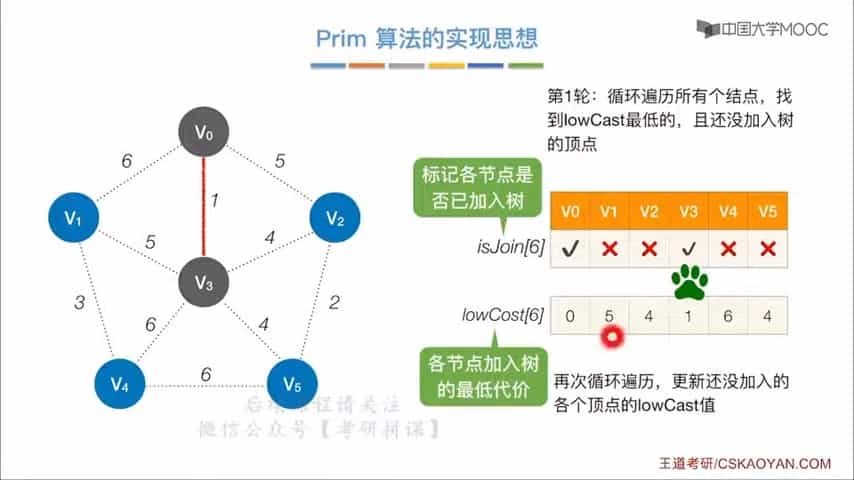 Prim 算法的实现思想
中国大学MOOC
第1轮：循环遍历所有个结点，找
到lowCast最低的，且还没加入树
的顶点
标记各节点是
否已加入树
V0 V1 V2 V3 V4 V5
isJoin[6] ✓ ✗ ✗ ✓ ✗ ✗
lowCost[6] 0 5 4 1 6 4
各节点加入树
的最低代价
再次循环遍历，更新还没加入的
各个顶点的lowCast值
V0
6 5
1
V1 V2
5 4
V3
3 6 4 2
V4 6 V5
后续课程请关注
微信公众号【考研拼课】
王道考研/CSKAOYAN.COM